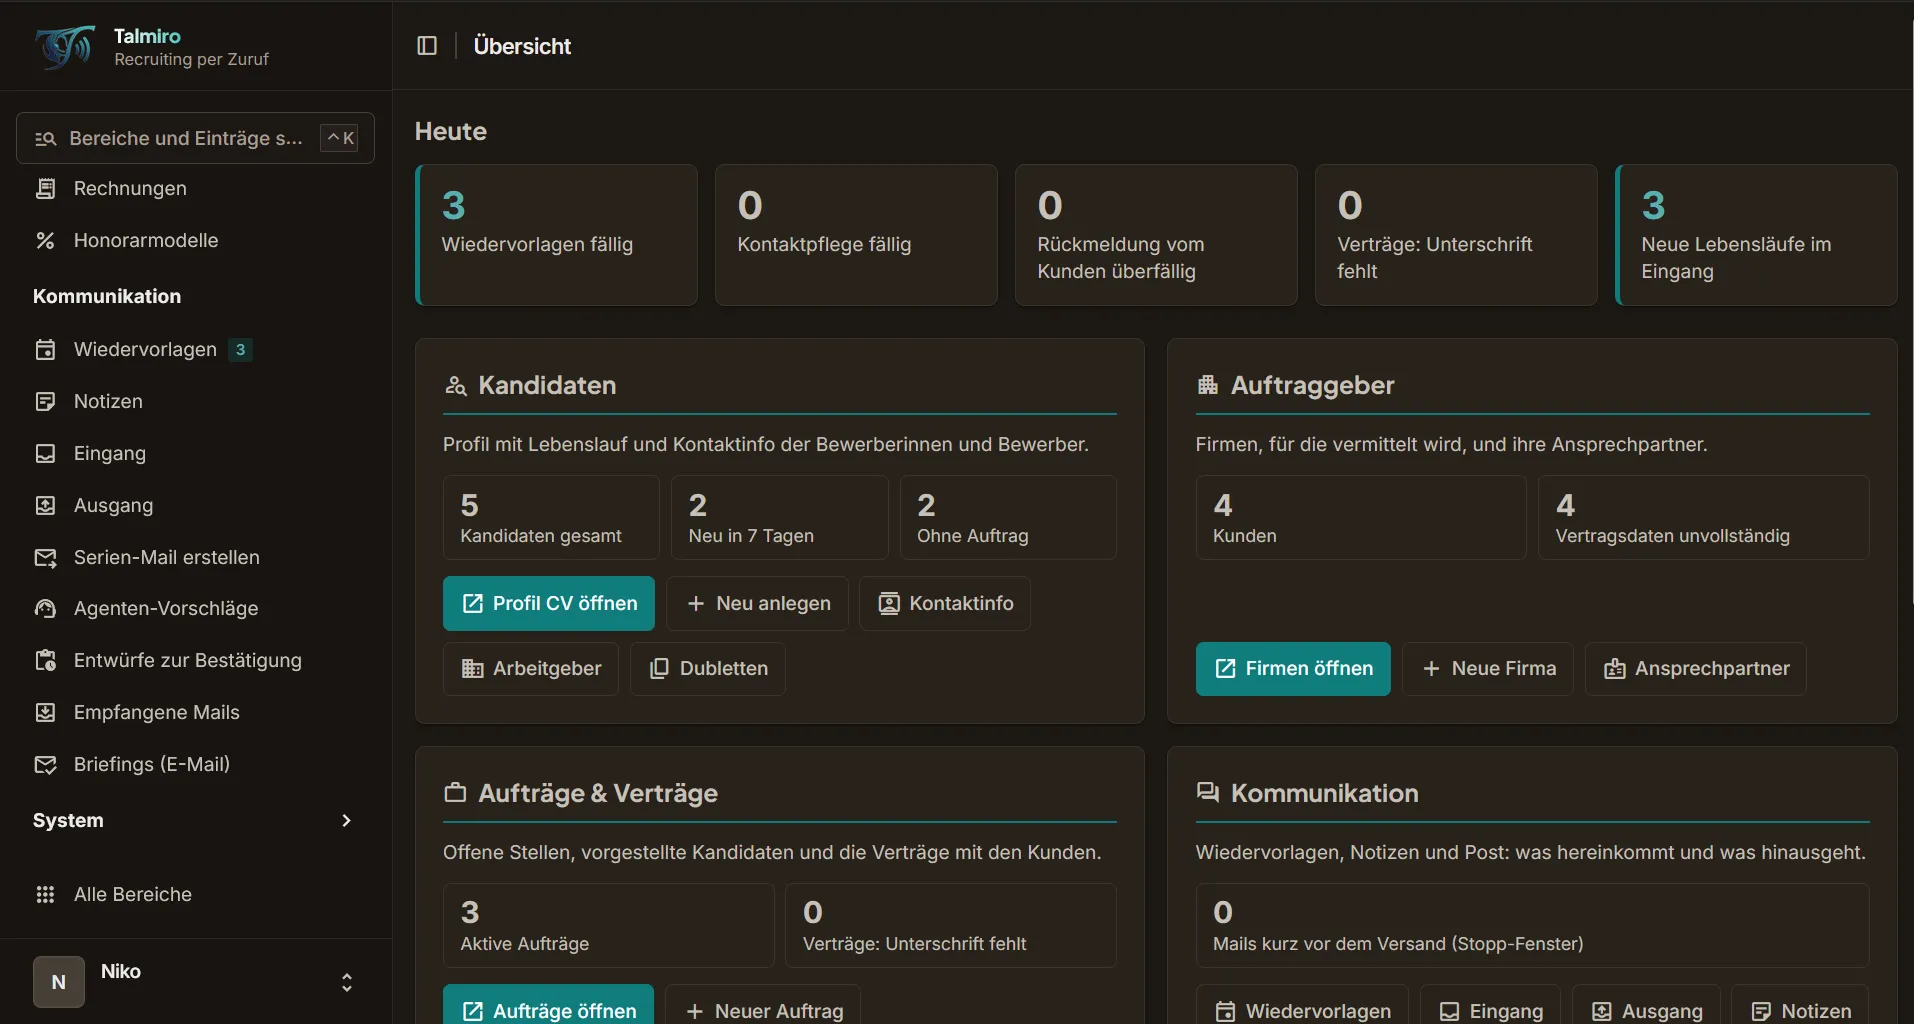 Talmiro
Recruiting per Zuruf
Bereiche und Einträge s...
^ K
Rechnungen
Honorarmodelle
Kommunikation
Wiedervorlagen 3
Notizen
Eingang
Ausgang
Serien-Mail erstellen
Agenten-Vorschläge
Entwürfe zur Bestätigung
Empfangene Mails
Briefings (E-Mail)
System
Alle Bereiche
N
Niko
Übersicht
Heute
3
Wiedervorlagen fällig
0
Kontaktpflege fällig
0
Rückmeldung vom
Kunden überfällig
0
Verträge: Unterschrift
fehlt
3
Neue Lebensläufe im
Eingang
Kandidaten
Profil mit Lebenslauf und Kontaktinfo der Bewerberinnen und Bewerber.
5
Kandidaten gesamt
2
Neu in 7 Tagen
2
Ohne Auftrag
Profil CV öffnen
Neu anlegen
Kontaktinfo
Arbeitgeber
Dubletten
Auftraggeber
Firmen, für die vermittelt wird, und ihre Ansprechpartner.
4
Kunden
4
Vertragsdaten unvollständig
Firmen öffnen
Neue Firma
Ansprechpartner
Aufträge & Verträge
Offene Stellen, vorgestellte Kandidaten und die Verträge mit den Kunden.
3
Aktive Aufträge
0
Verträge: Unterschrift fehlt
Aufträge öffnen
Neuer Auftrag
Kommunikation
Wiedervorlagen, Notizen und Post: was hereinkommt und was hinausgeht.
0
Mails kurz vor dem Versand (Stopp-Fenster)
Wiedervorlagen
Eingang
Ausgang
Notizen